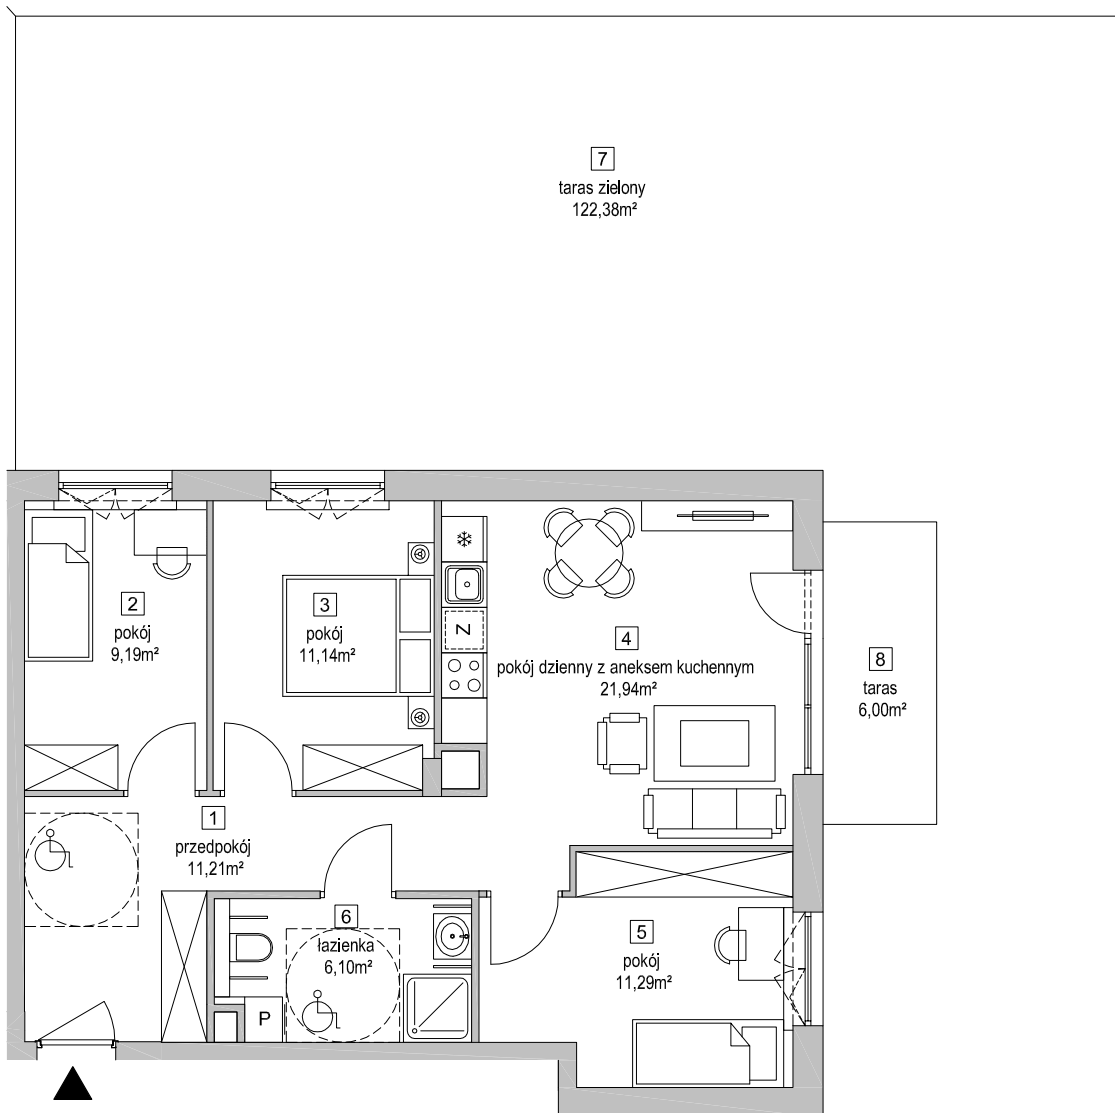 7
taras zielony
122,38m²
2
pokój
9,19m²
3
pokój
11,14m²
Z
4
pokój dzienny z aneksem kuchennym
21,94m²
8
taras
6,00m²
1
przedpokój
11,21m²
6
łazienka
6,10m²
P
5
pokój
11,29m²